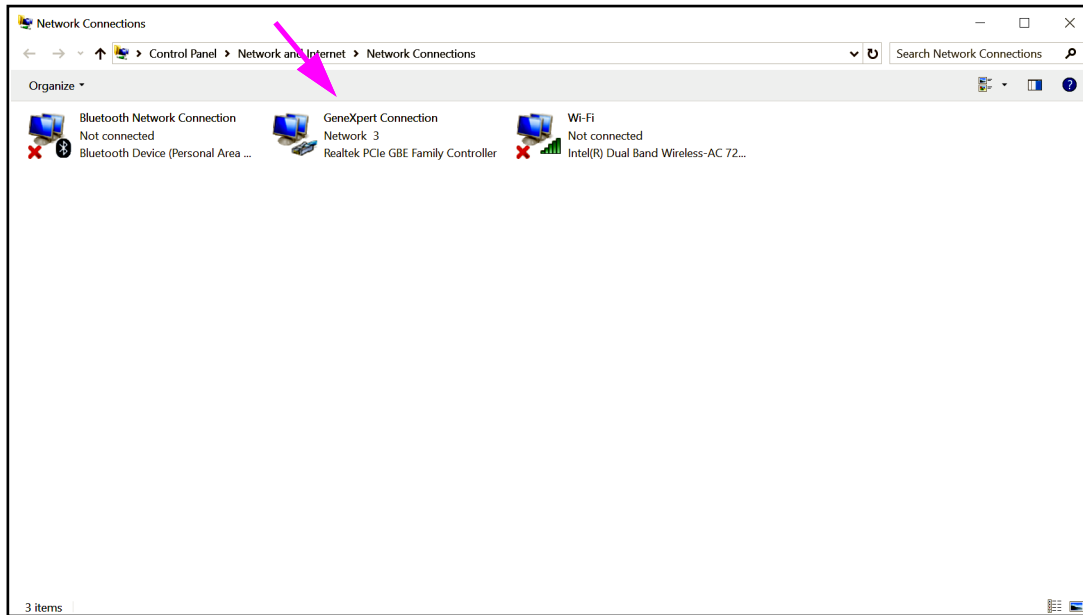 Network Connections
Control Panel > Network and Internet > Network Connections
Search Network Connections
Organize
Bluetooth Network Connection
Not connected
Bluetooth Device (Personal Area ...
GeneXpert Connection
Network 3
Realtek PCIe GBE Family Controller
Wi-Fi
Not connected
Intel(R) Dual Band Wireless-AC 72...
3 items